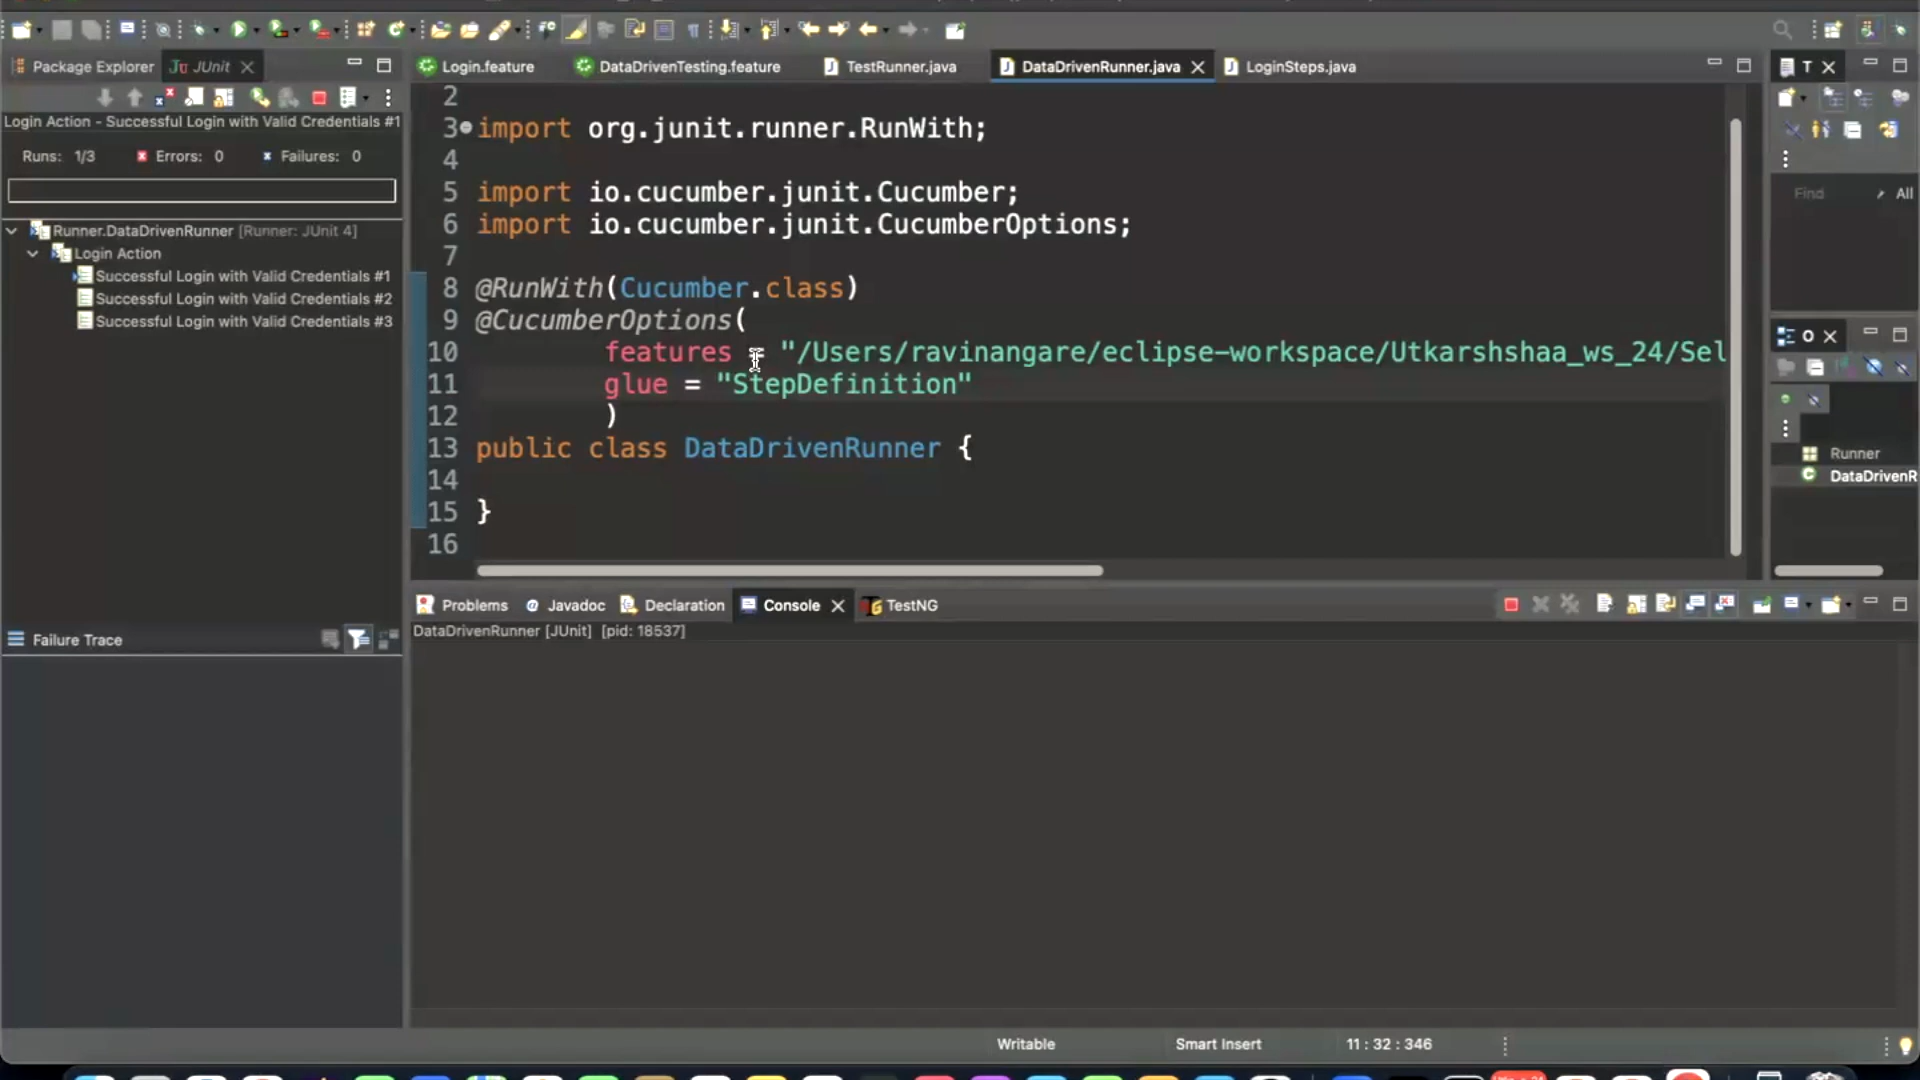 Package Explorer
JUnit
Login.feature
DataDrivenTesting.feature
TestRunner.java
DataDrivenRunner.java
LoginSteps.java
T
Login Action - Successful Login with Valid Credentials #1
Runs: 1/3
Errors: 0
Failures: 0
Runner.DataDrivenRunner [Runner: JUnit 4]
Login Action
Successful Login with Valid Credentials #1
Successful Login with Valid Credentials #2
Successful Login with Valid Credentials #3
2
3 import org.junit.runner.RunWith;
4
5 import io.cucumber.junit.Cucumber;
6 import io.cucumber.junit.CucumberOptions;
7
8 @RunWith(Cucumber.class)
9 @CucumberOptions(
10 features = "/Users/ravinangare/eclipse-workspace/Utkarshshaa_ws_24/Sel
11 glue = "StepDefinition"
12 )
13 public class DataDrivenRunner {
14
15 }
16
Find
All
O
Runner
DataDrivenR
Failure Trace
Problems
Javadoc
Declaration
Console
TestNG
DataDrivenRunner [JUnit] [pid: 18537]
Writable
Smart Insert
11 : 32 : 346